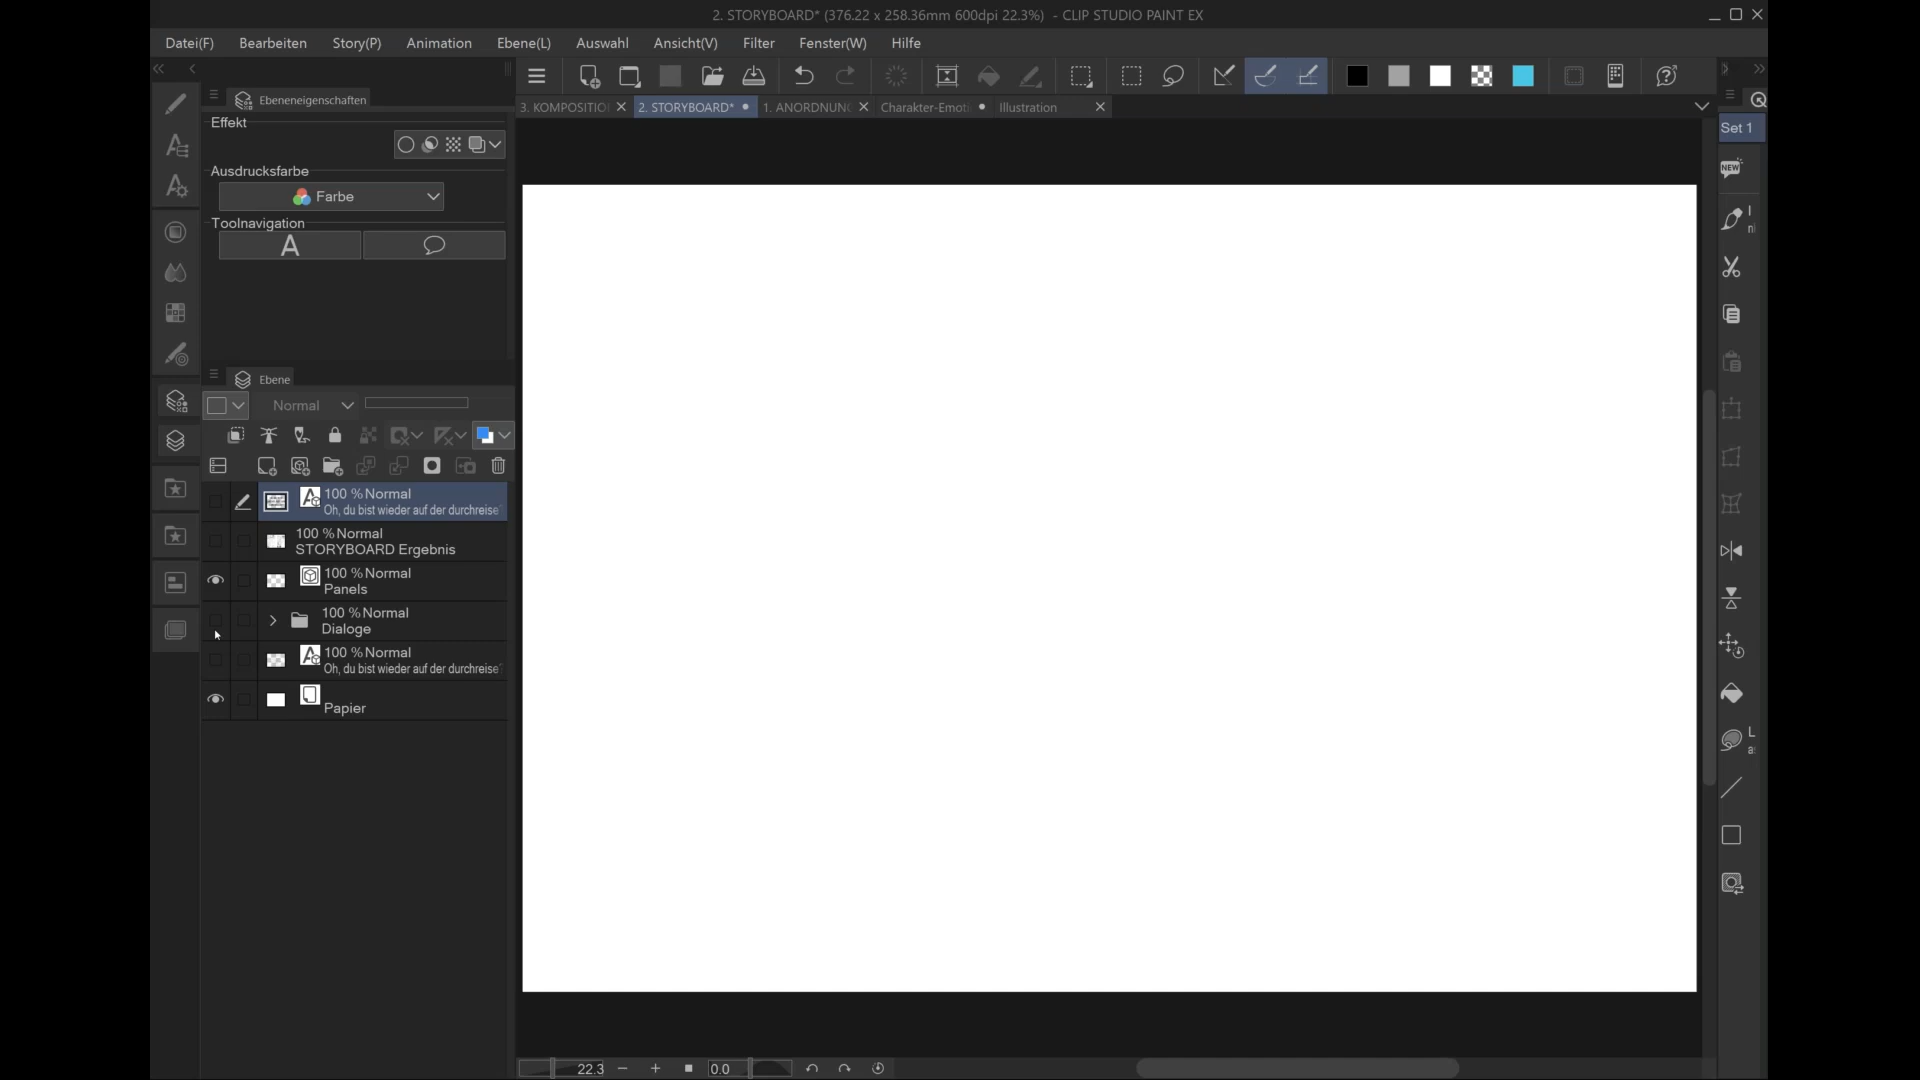 2. STORYBOARD* (376.22 x 258.36mm 600dpi 22.3%) - CLIP STUDIO PAINT EX
Datei(F) Bearbeiten Story(P) Animation Ebene(L) Auswahl Ansicht(V) Filter Fenster(W) Hilfe
3. KOMPOSITIO 2. STORYBOARD* 1. ANORDNUN Charakter-Emoti Illustration
Ebeneneigenschaften
Effekt
Ausdrucksfarbe
Farbe
Toolnavigation
A
Set 1
NEW
Ebene
Normal
100 % Normal
Oh, du bist wieder auf der durchreise
100 % Normal
STORYBOARD Ergebnis
100 % Normal
Panels
100 % Normal
Dialoge
100 % Normal
Oh, du bist wieder auf der durchreise
Papier
22.3 0.0